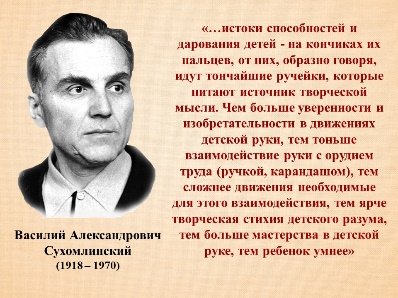 «…истоки способностей и
дарования детей - на кончиках их
пальцев, от них, образно говоря,
идут тончайшие ручейки, которые
питают источник творческой
мысли. Чем больше уверенности и
изобретательности в движениях
детской руки, тем тоньше
взаимодействие руки с орудием
труда (ручкой, карандашом), тем
сложнее движения необходимые
для этого взаимодействия, тем ярче
творческая стихия детского разума,
тем больше мастерства в детской
руке, тем ребенок умнее»
Василий Александрович
Сухомлинский
(1918 – 1970)